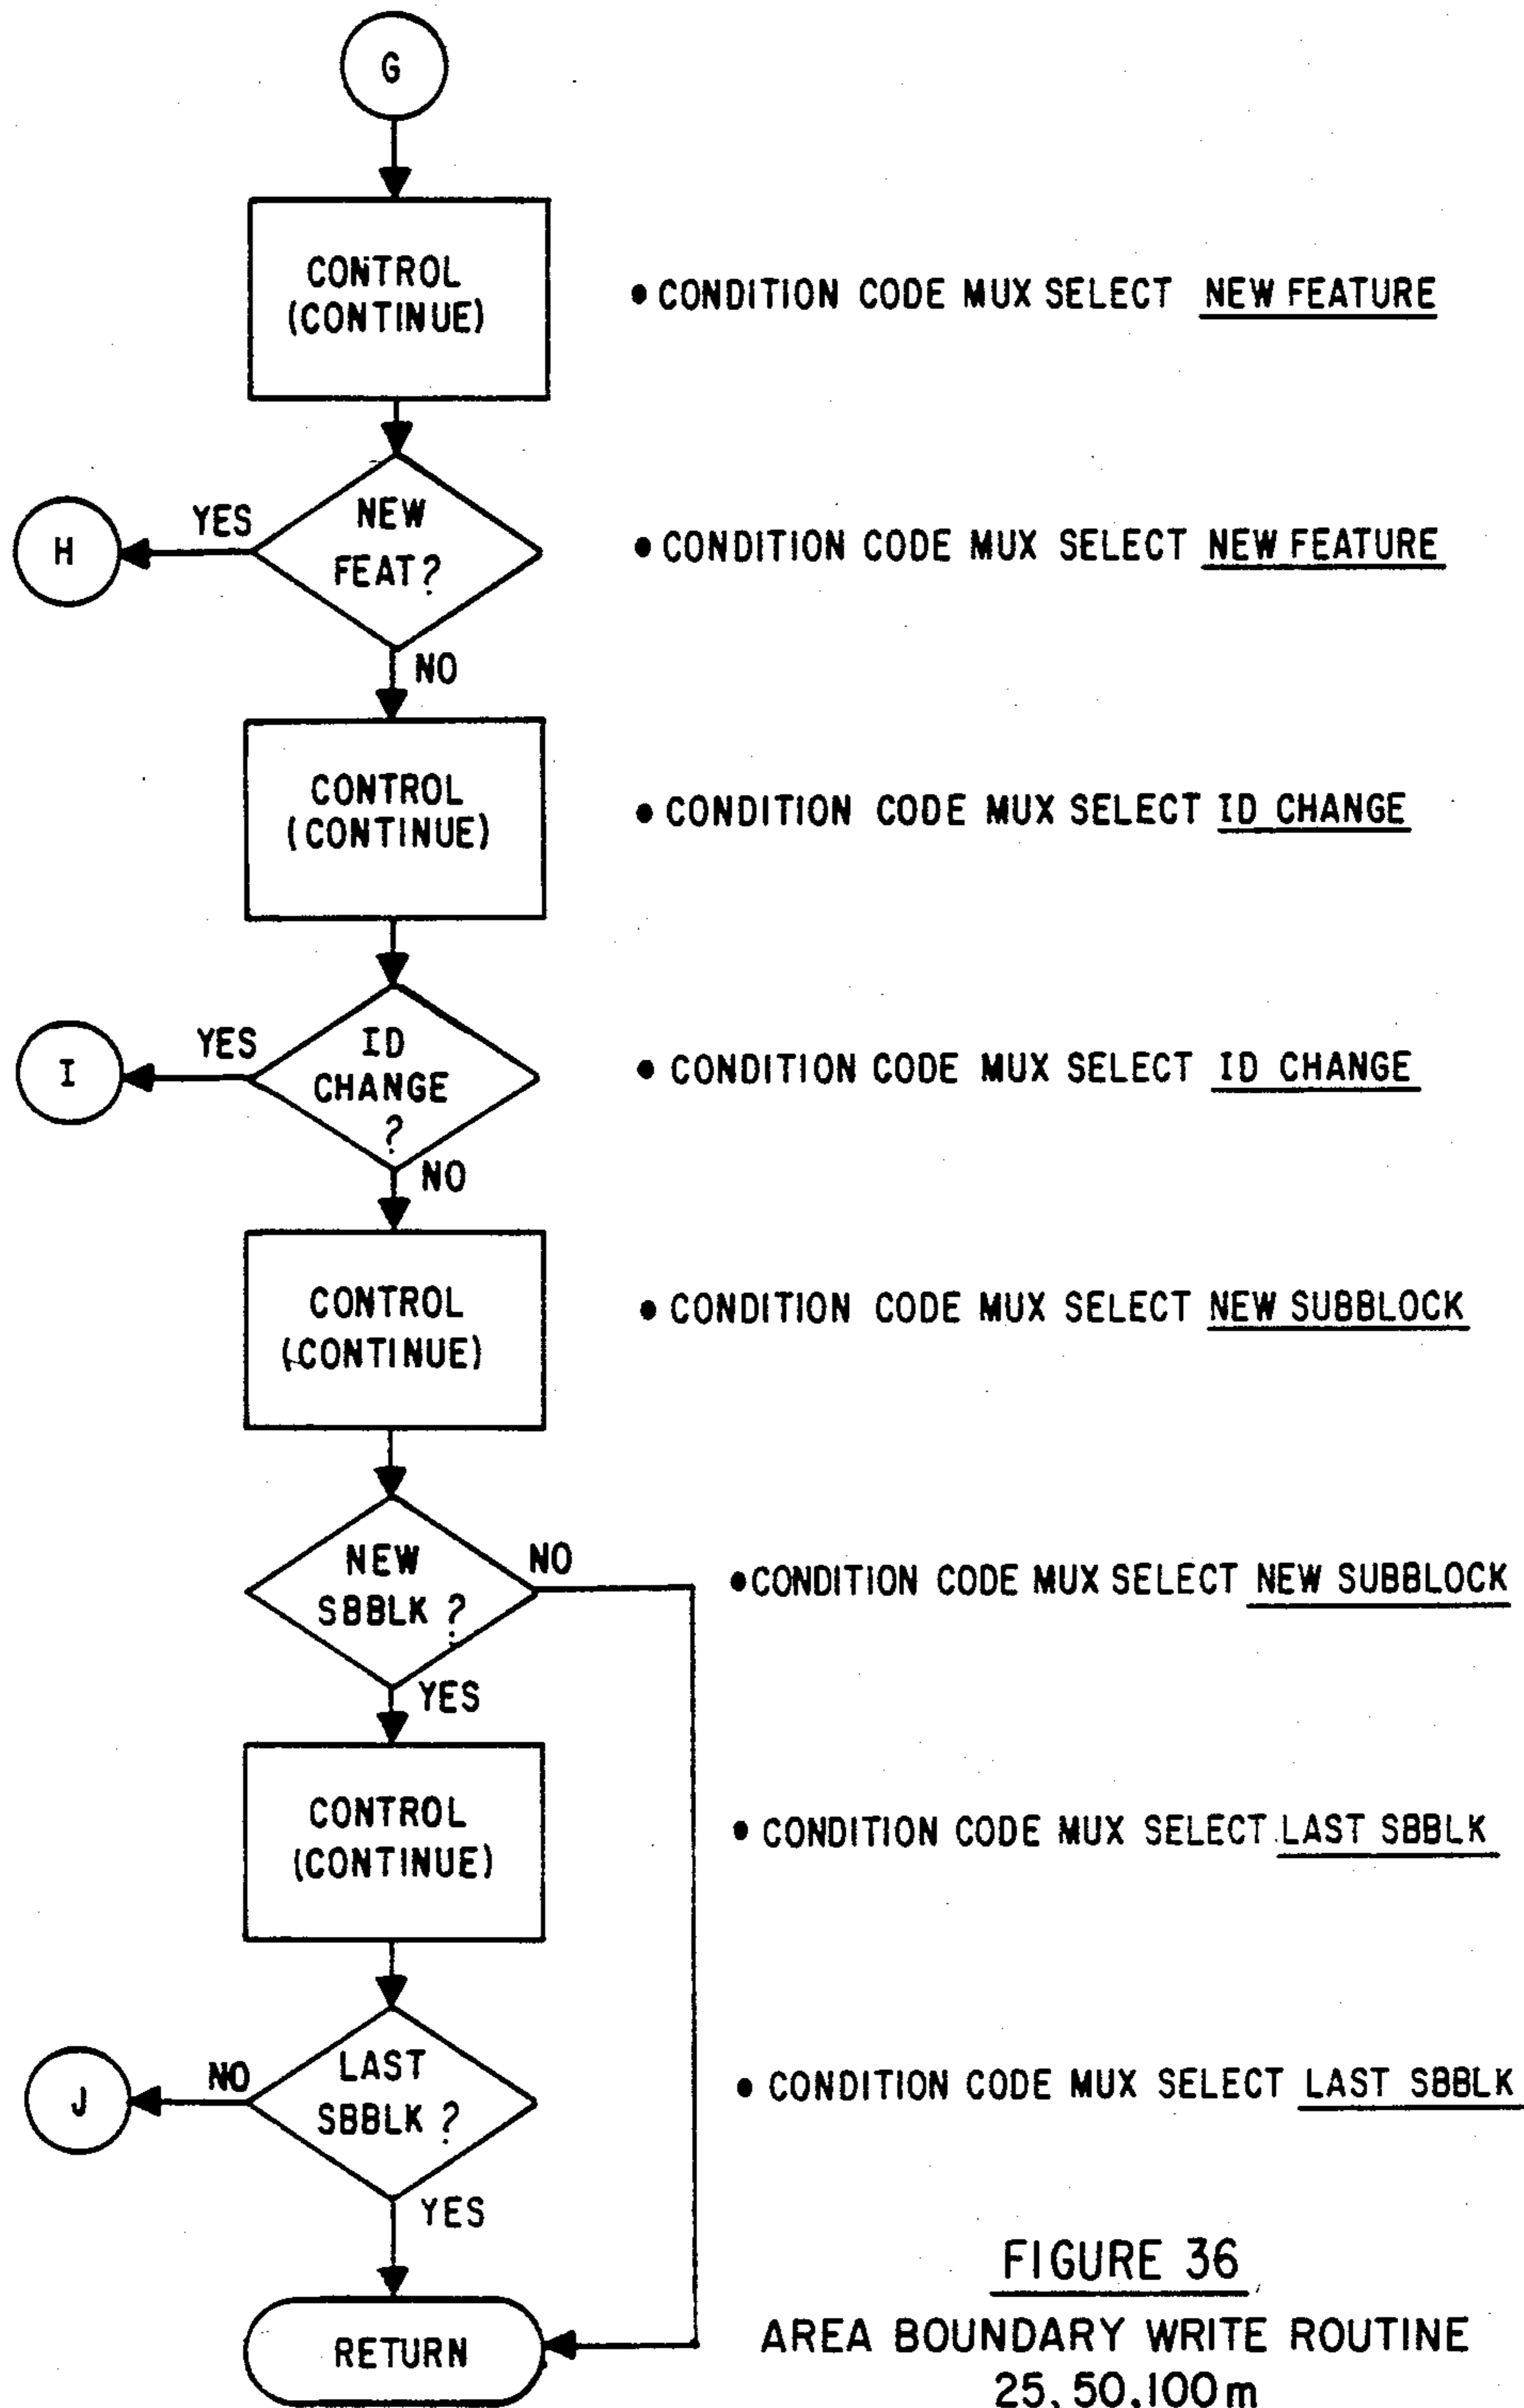 G
CONTROL
(CONTINUE)
• CONDITION CODE MUX SELECT NEW FEATURE
H
YES
NEW
FEAT?
• CONDITION CODE MUX SELECT NEW FEATURE
NO
CONTROL
(CONTINUE)
• CONDITION CODE MUX SELECT ID CHANGE
I
YES
ID
CHANGE
?
• CONDITION CODE MUX SELECT ID CHANGE
NO
CONTROL
(CONTINUE)
• CONDITION CODE MUX SELECT NEW SUBBLOCK
NEW
SBBLK ?
NO
• CONDITION CODE MUX SELECT NEW SUBBLOCK
YES
CONTROL
(CONTINUE)
• CONDITION CODE MUX SELECT LAST SBBLK
J
NO
LAST
SBBLK ?
• CONDITION CODE MUX SELECT LAST SBBLK
YES
RETURN
FIGURE 36
AREA BOUNDARY WRITE ROUTINE
25, 50, 100 m